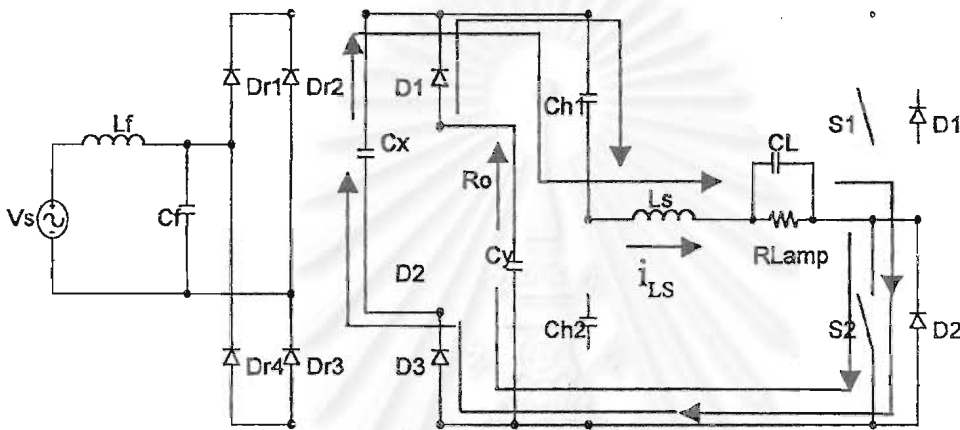 Lf
Vs
Cf
Dr1
Dr2
Dr4
Dr3
Cx
D1
D2
D3
Ro
Cy
Ch1
Ch2
Ls
iLS
CL
RLamp
S1
D1
S2
D2